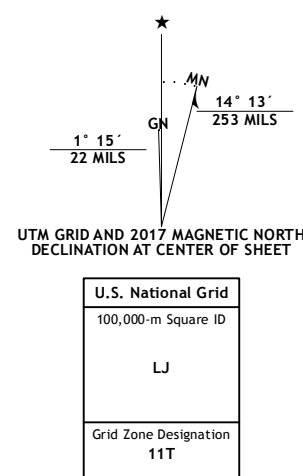 ★
MN
GN
14° 13´
253 MILS
1° 15´
22 MILS
UTM GRID AND 2017 MAGNETIC NORTH
DECLINATION AT CENTER OF SHEET
U.S. National Grid
100,000-m Square ID
LJ
Grid Zone Designation
11T